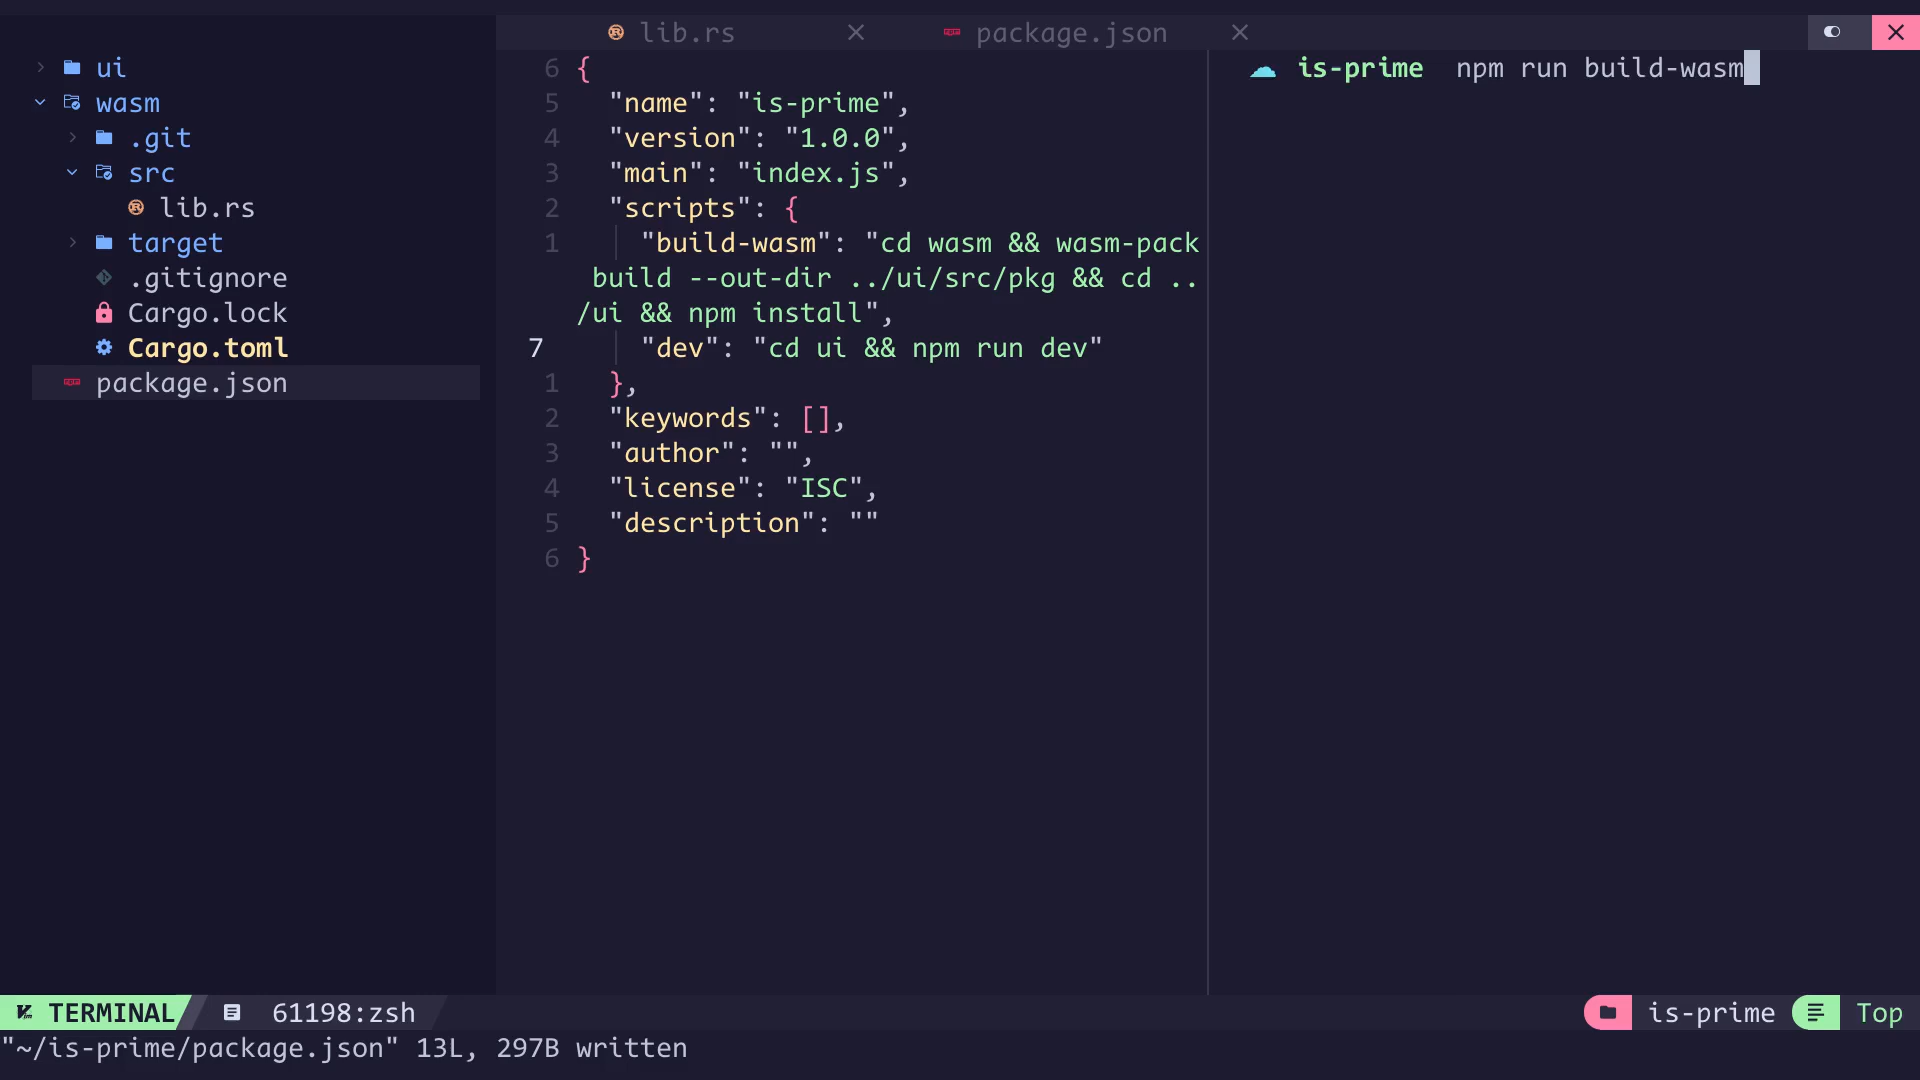 lib.rs
package.json
ui
wasm
.git
src
lib.rs
target
.gitignore
Cargo.lock
Cargo.toml
package.json
6 {
5 "name": "is-prime",
4 "version": "1.0.0",
3 "main": "index.js",
2 "scripts": {
1 "build-wasm": "cd wasm && wasm-pack
build --out-dir ../ui/src/pkg && cd ..
/ui && npm install",
7 "dev": "cd ui && npm run dev"
1 },
2 "keywords": [],
3 "author": "",
4 "license": "ISC",
5 "description": ""
6 }
is-prime npm run build-wasm
TERMINAL 61198:zsh is-prime Top
"~/is-prime/package.json" 13L, 297B written